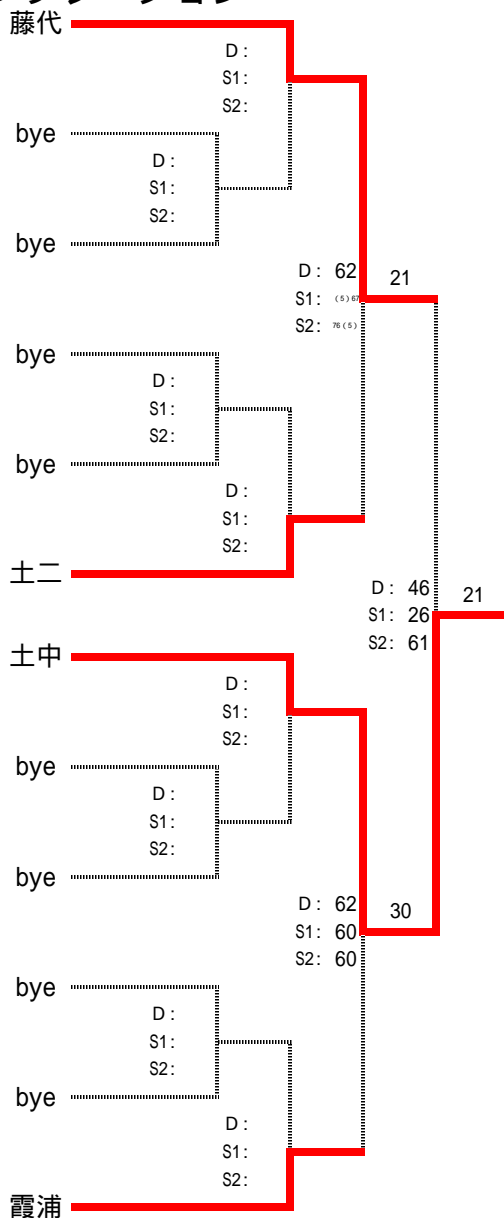 藤代
D:
S1:
S2:
bye
D:
S1:
S2:
bye
D: 62 21
S1: (5)67
S2: 76(5)
bye
D:
S1:
S2:
bye
D:
S1:
S2:
土二
D: 46 21
S1: 26
S2: 61
土中
D:
S1:
S2:
bye
D:
S1:
S2:
bye
D: 62 30
S1: 60
S2: 60
bye
D:
S1:
S2:
bye
D:
S1:
S2:
霞浦